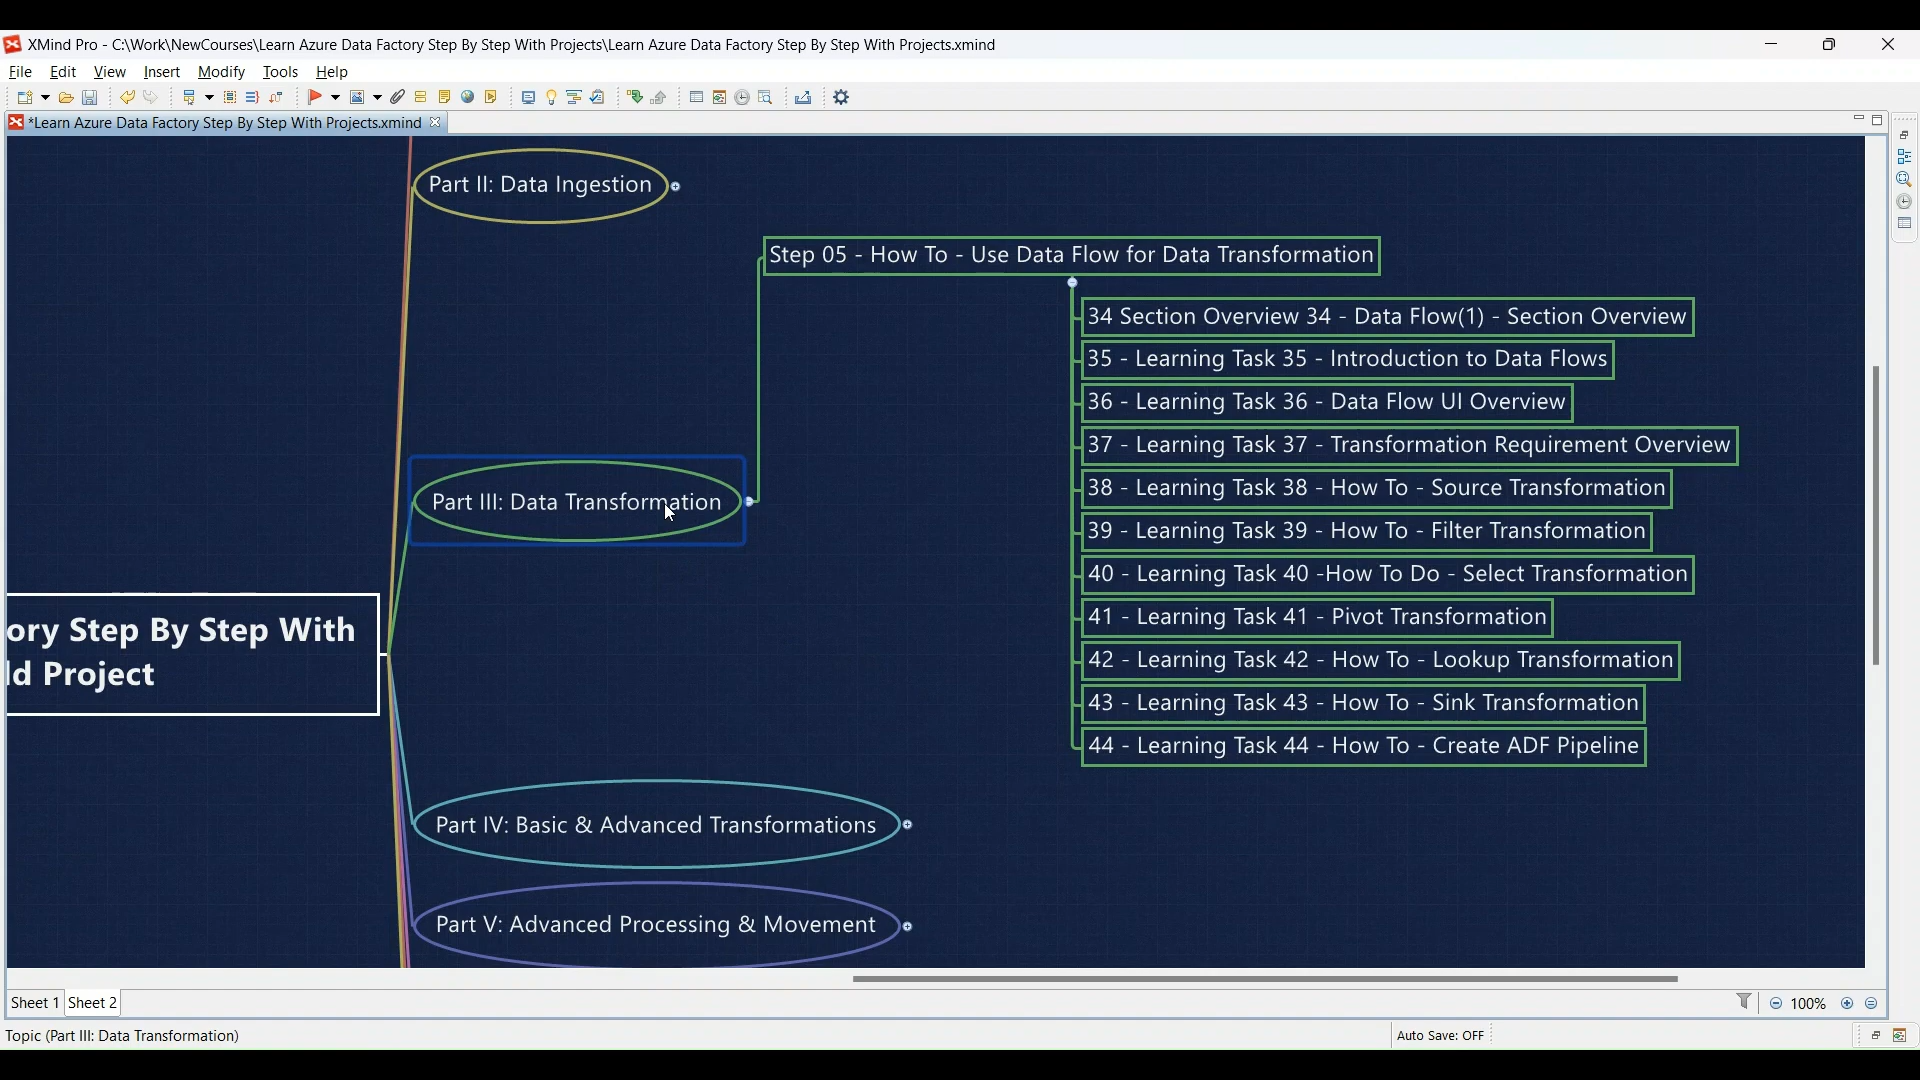 XMind Pro - C:\Work\NewCourses\Learn Azure Data Factory Step By Step With Projects\Learn Azure Data Factory Step By Step With Projects.xmind
File Edit View Insert Modify Tools Help
*Learn Azure Data Factory Step By Step With Projects.xmind
Part II: Data Ingestion
Step 05 - How To - Use Data Flow for Data Transformation
34 Section Overview 34 - Data Flow(1) - Section Overview
35 - Learning Task 35 - Introduction to Data Flows
36 - Learning Task 36 - Data Flow UI Overview
37 - Learning Task 37 - Transformation Requirement Overview
38 - Learning Task 38 - How To - Source Transformation
Part III: Data Transformation
39 - Learning Task 39 - How To - Filter Transformation
40 - Learning Task 40 -How To Do - Select Transformation
41 - Learning Task 41 - Pivot Transformation
42 - Learning Task 42 - How To - Lookup Transformation
43 - Learning Task 43 - How To - Sink Transformation
44 - Learning Task 44 - How To - Create ADF Pipeline
ory Step By Step With
ld Project
Part IV: Basic & Advanced Transformations
Part V: Advanced Processing & Movement
Sheet 1 Sheet 2 100%
Topic (Part III: Data Transformation) Auto Save: OFF